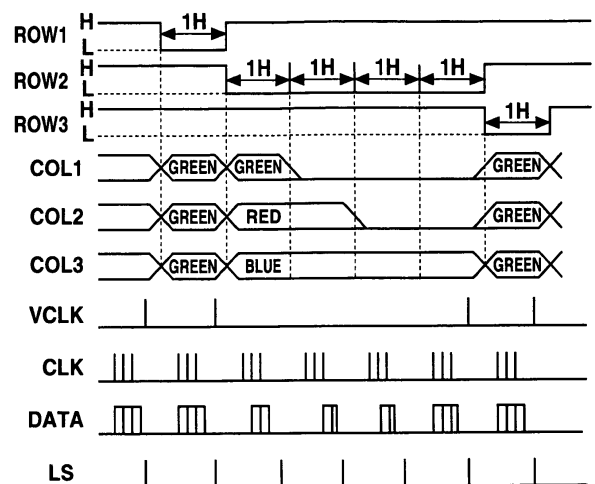 ROW1 H L 1H
ROW2 H L 1H 1H 1H 1H
ROW3 H L 1H
COL1 GREEN GREEN GREEN
COL2 GREEN RED GREEN
COL3 GREEN BLUE GREEN
VCLK
CLK
DATA
LS